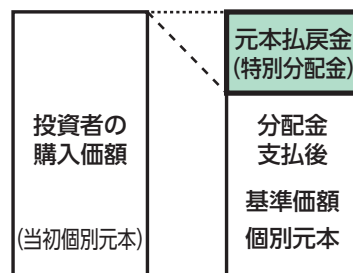 投資者の
購入価額
(当初個別元本)
元本払戻金
(特別分配金)
分配金
支払後
基準価額
個別元本